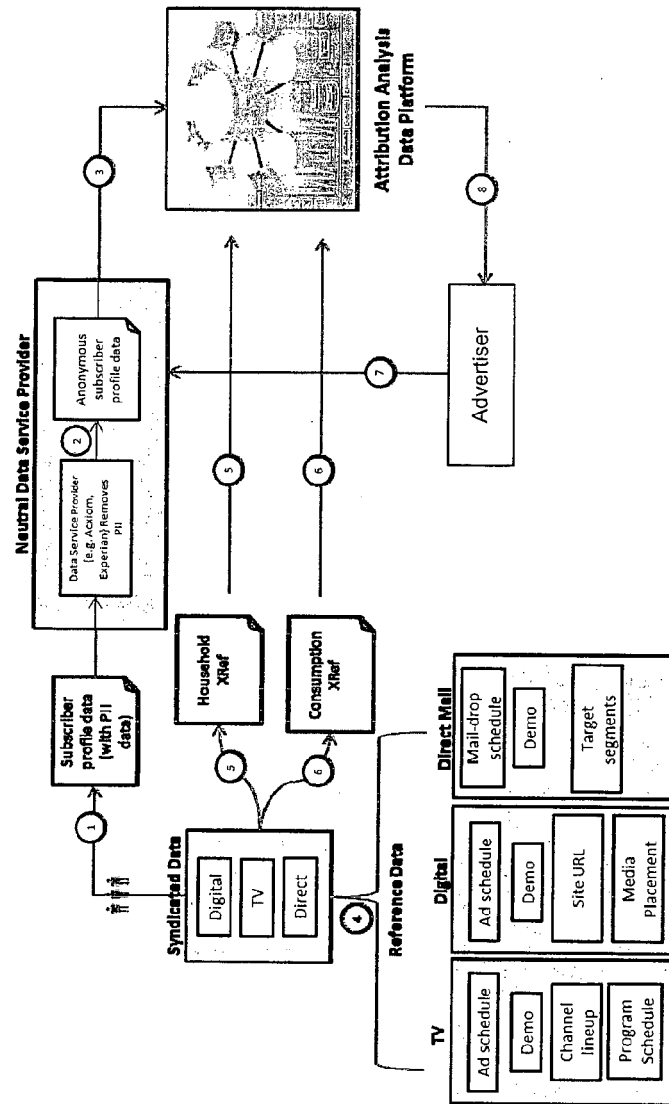 Neutral Data Service Provider
Data Service Provider
(e.g. Acxiom,
Experian) Removes
PII
2
Anonymous
subscriber
profile data
3
1
Subscriber
profile data
(with PII
data)
Syndicated Data
Digital
TV
Direct
5
Household
XRef
5
6
Consumption
XRef
6
Attribution Analysis
Data Platform
7
8
Advertiser
4
Reference Data
TV
Ad schedule
Demo
Channel
lineup
Program
Schedule
Digital
Ad schedule
Demo
Site URL
Media
Placement
Direct Mail
Mail-drop
schedule
Demo
Target
segments